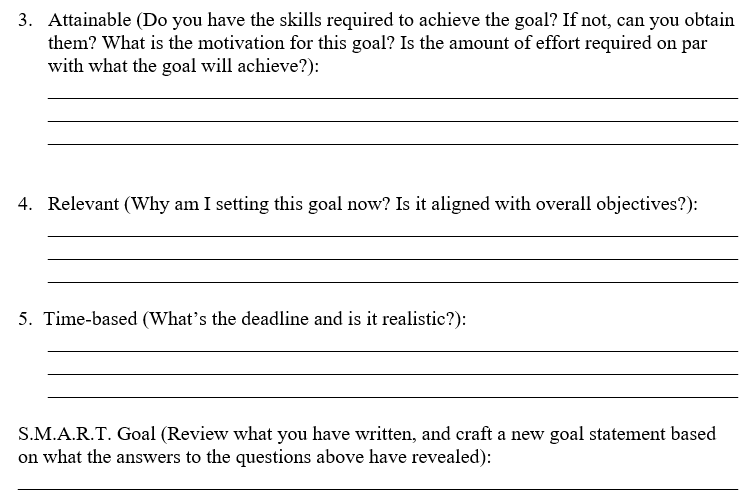 3. Attainable (Do you have the skills required to achieve the goal? If not, can you obtain
them? What is the motivation for this goal? Is the amount of effort required on par
with what the goal will achieve?):
4. Relevant (Why am I setting this goal now? Is it aligned with overall objectives?):
5. Time-based (What’s the deadline and is it realistic?):
S.M.A.R.T. Goal (Review what you have written, and craft a new goal statement based
on what the answers to the questions above have revealed):